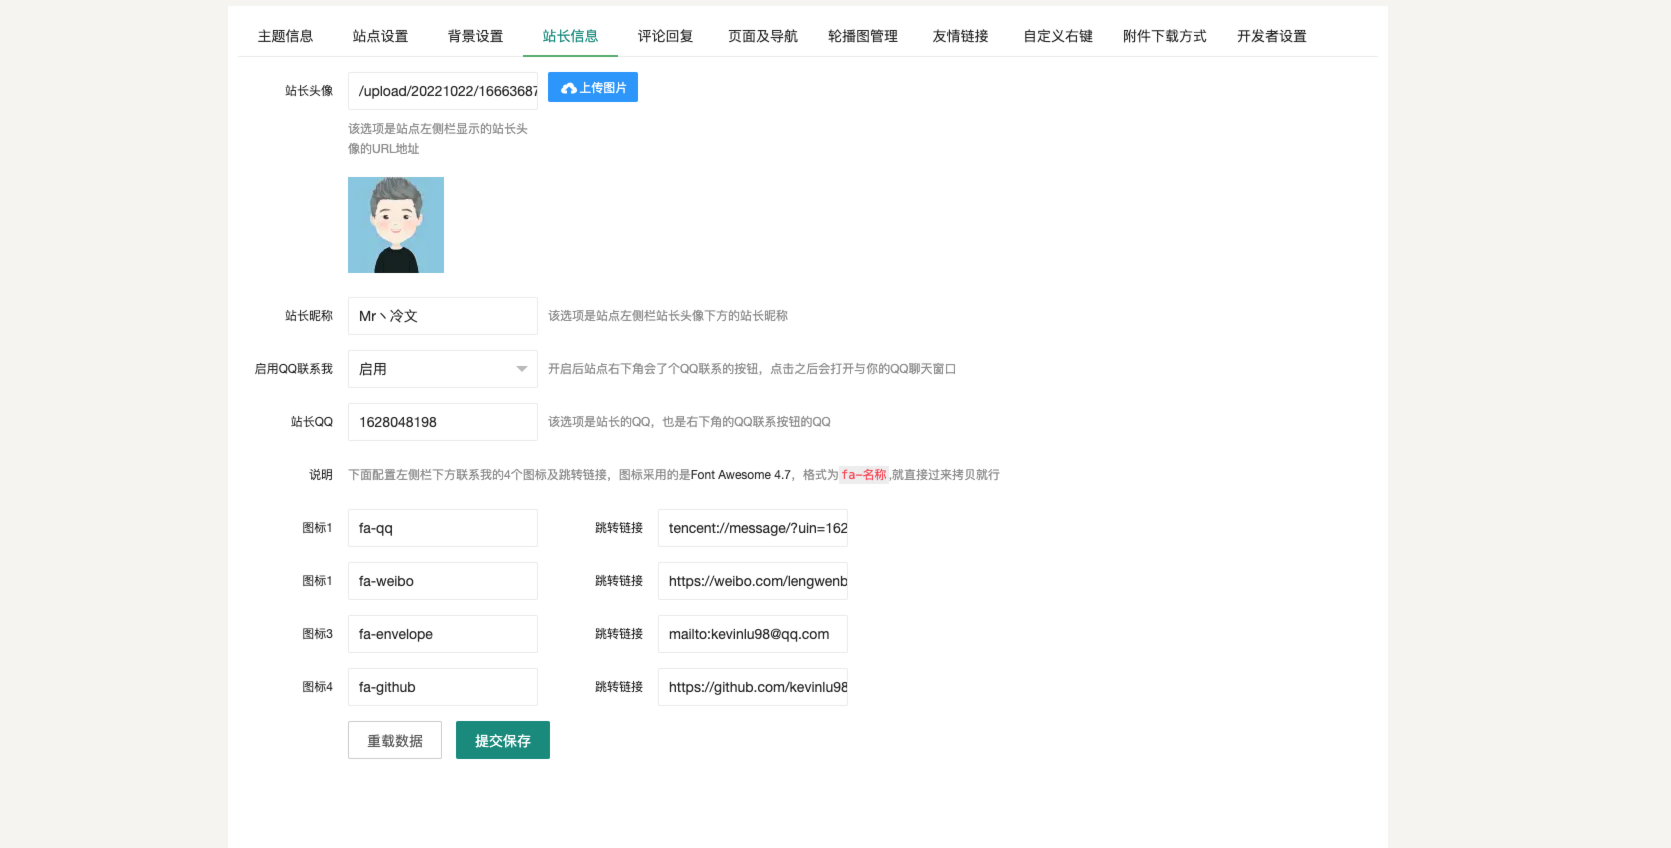 主题信息 站点设置 背景设置 站长信息 评论回复 页面及导航 轮播图管理 友情链接 自定义右键 附件下载方式 开发者设置
站长头像 /upload/20221022/16663687 上传图片
该选项是站点左侧栏显示的站长头
像的URL地址
站长昵称 Mr丶冷文 该选项是站点左侧栏站长头像下方的站长昵称
启用QQ联系我 启用 开启后站点右下角会了个QQ联系的按钮，点击之后会打开与你的QQ聊天窗口
站长QQ 1628048198 该选项是站长的QQ，也是右下角的QQ联系按钮的QQ
说明 下面配置左侧栏下方联系我的4个图标及跳转链接，图标采用的是Font Awesome 4.7，格式为fa-名称,就直接过来拷贝就行
图标1 fa-qq 跳转链接 tencent://message/?uin=162
图标1 fa-weibo 跳转链接 https://weibo.com/lengwenb
图标3 fa-envelope 跳转链接 mailto:kevinlu98@qq.com
图标4 fa-github 跳转链接 https://github.com/kevinlu98
重载数据 提交保存